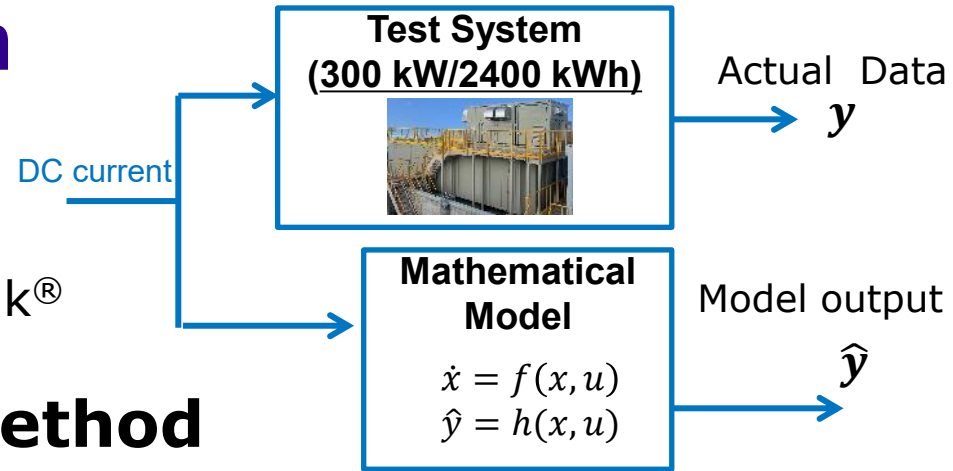 n
Test System
(300 kW/2400 kWh)
Actual Data
y
DC current
k®
Mathematical
Model
ẋ = f(x, u)
ŷ = h(x, u)
Model output
ŷ
ethod